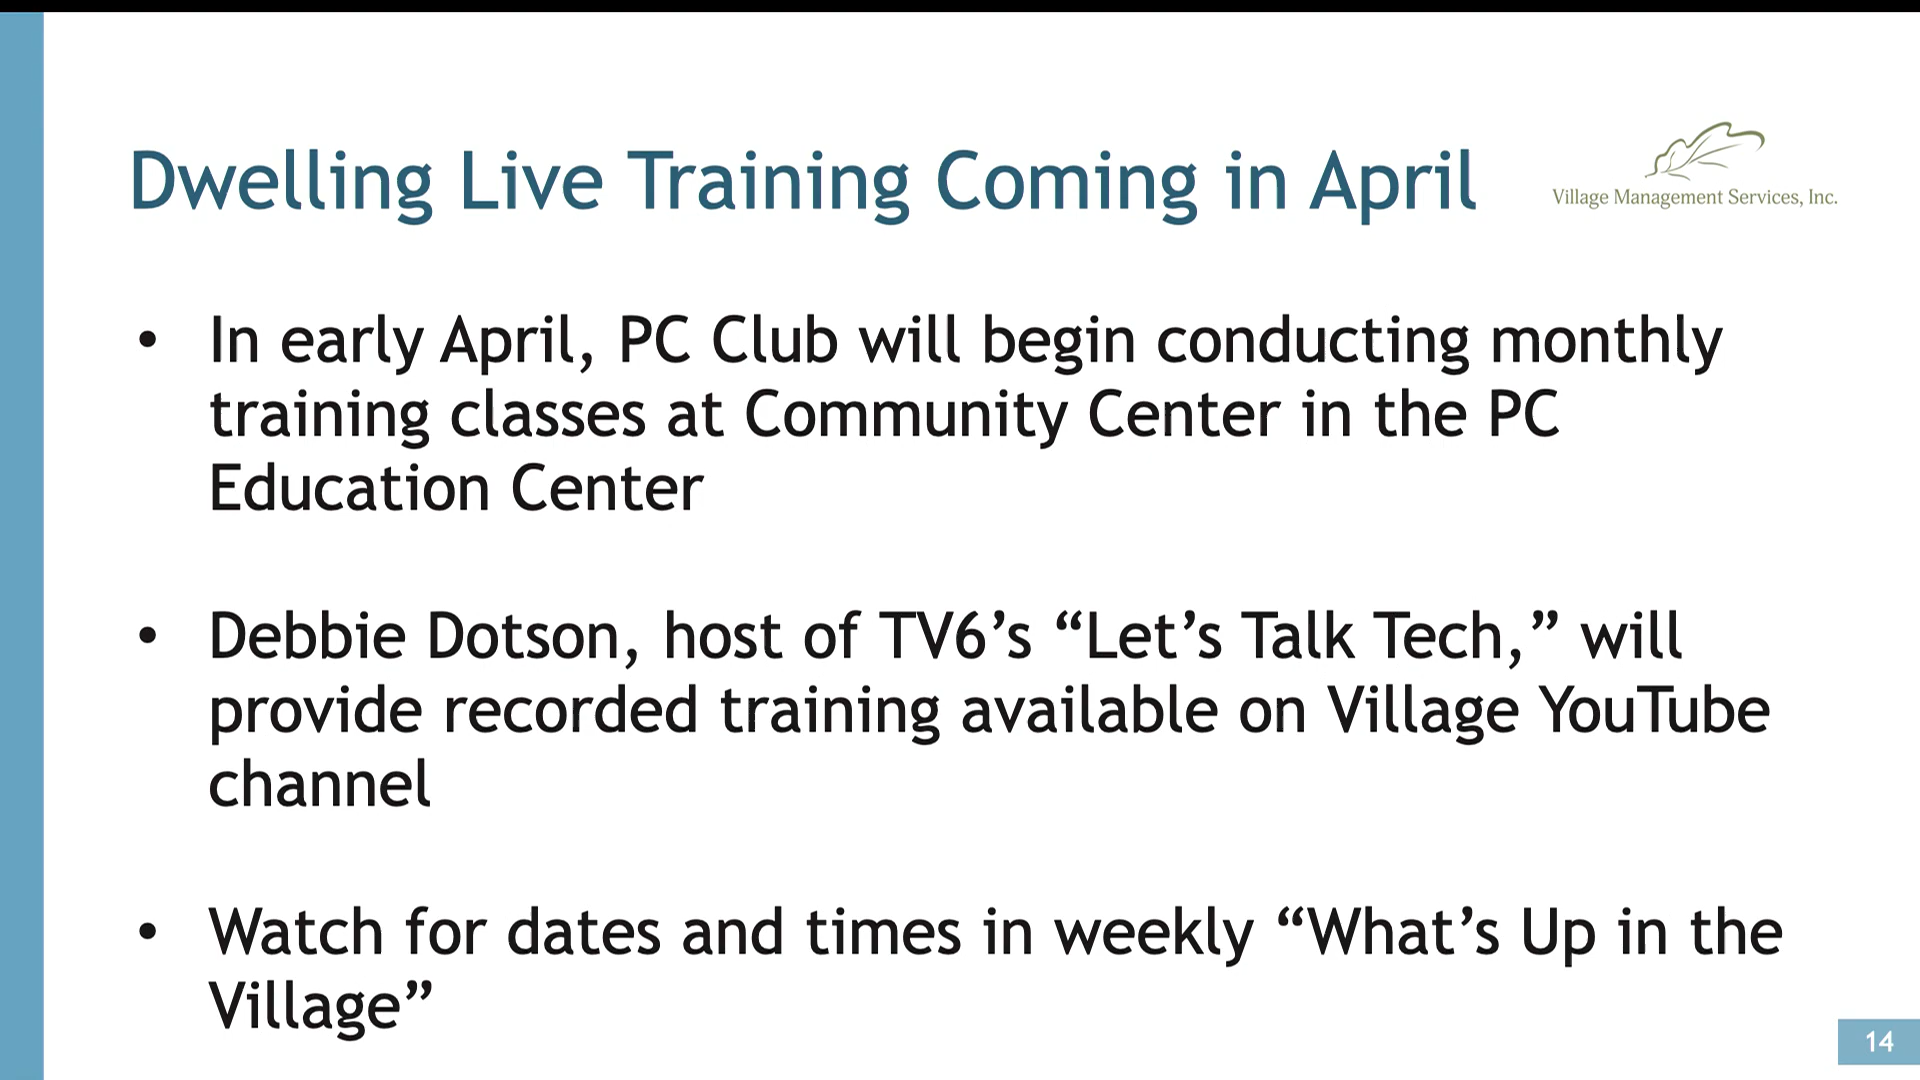 Dwelling Live Training Coming in April
Village Management Services, Inc.
• In early April, PC Club will begin conducting monthly
training classes at Community Center in the PC
Education Center
• Debbie Dotson, host of TV6’s “Let’s Talk Tech,” will
provide recorded training available on Village YouTube
channel
• Watch for dates and times in weekly “What’s Up in the
Village”
14